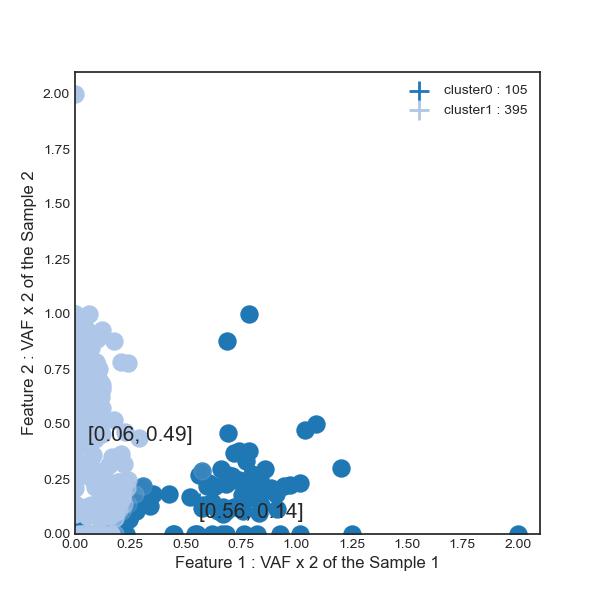 cluster0 : 105
cluster1 : 395
2.00
1.75
1.50
1.25
1.00
0.75
0.50
0.25
0.00
Feature 2 : VAF x 2 of the Sample 2
[0.06, 0.49]
[0.56, 0.14]
0.00 0.25 0.50 0.75 1.00 1.25 1.50 1.75 2.00
Feature 1 : VAF x 2 of the Sample 1